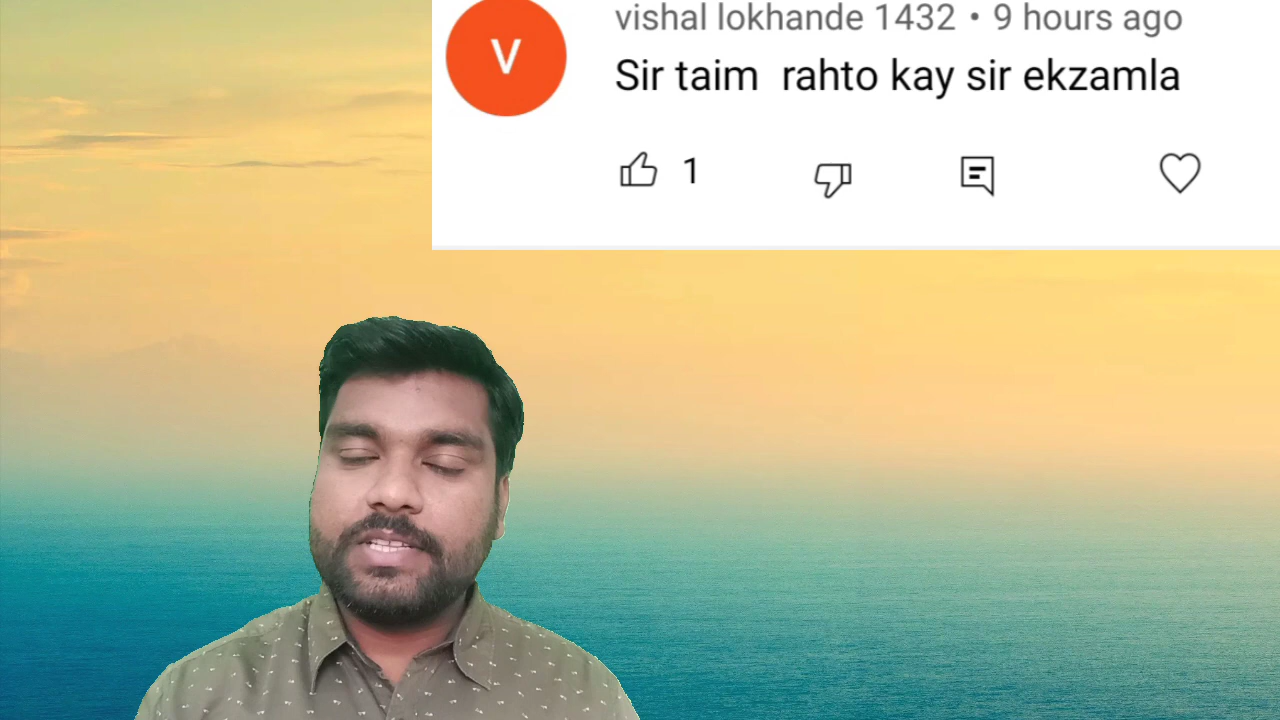 vishal lokhande 1432 • 9 hours ago
V
Sir taim rahto kay sir ekzamla
1